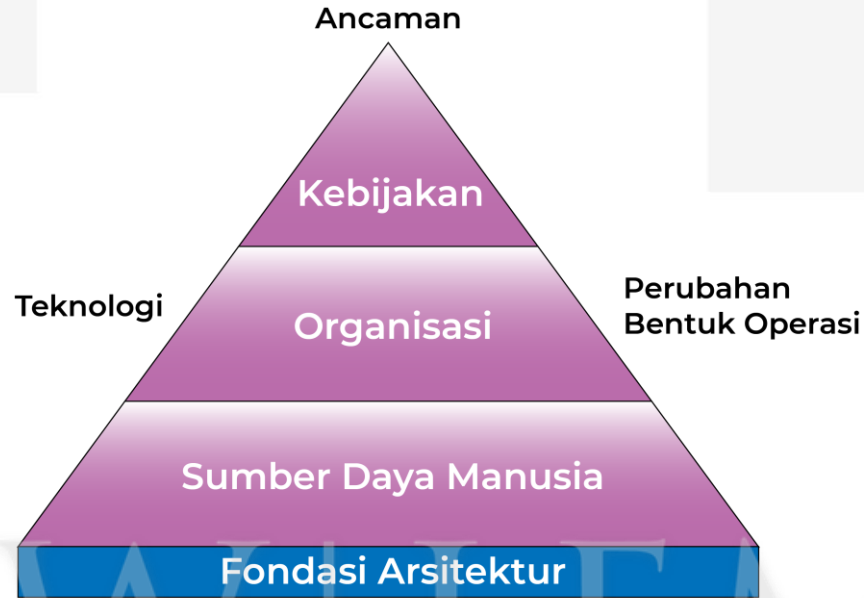 Ancaman
Kebijakan
Teknologi
Organisasi
Perubahan
Bentuk Operasi
Sumber Daya Manusia
Fondasi Arsitektur